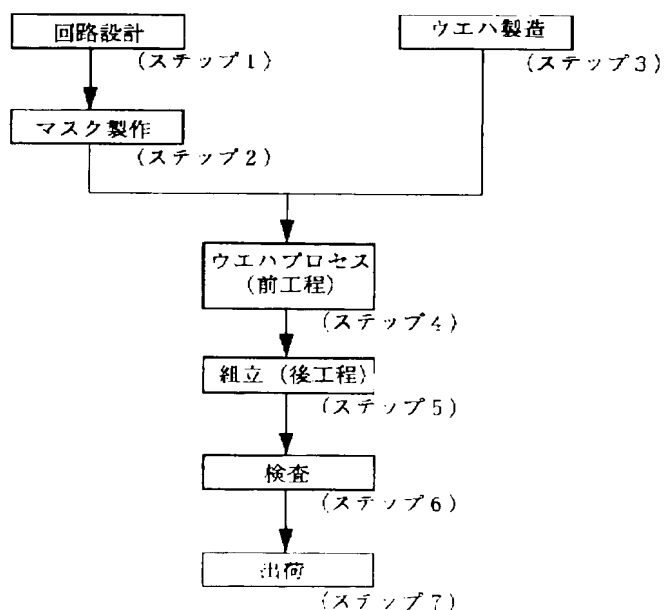 回路設計
(ステップ1)
ウエハ製造
(ステップ3)
マスク製作
(ステップ2)
ウエハプロセス
(前工程)
(ステップ4)
組立 (後工程)
(ステップ5)
検査
(ステップ6)
出荷
(ステップ7)